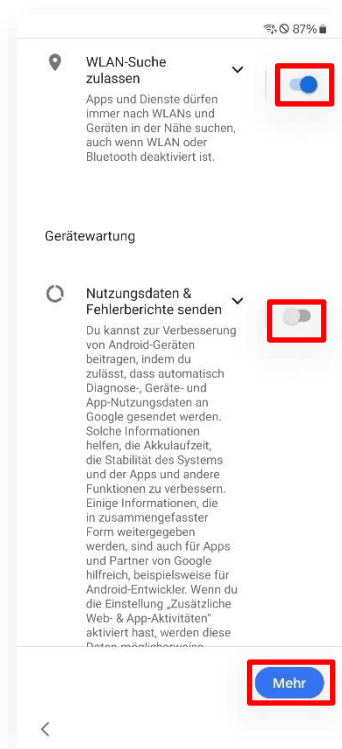 87%
WLAN-Suche
zulassen
Apps und Dienste dürfen
immer nach WLANs und
Geräten in der Nähe suchen,
auch wenn WLAN oder
Bluetooth deaktiviert ist.
Gerätewartung
Nutzungsdaten &
Fehlerberichte senden
Du kannst zur Verbesserung
von Android-Geräten
beitragen, indem du
zulässt, dass automatisch
Diagnose-, Geräte- und
App-Nutzungsdaten an
Google gesendet werden.
Solche Informationen
helfen, die Akkulaufzeit,
die Stabilität des Systems
und der Apps und andere
Funktionen zu verbessern.
Einige Informationen, die
in zusammengefasster
Form weitergegeben
werden, sind auch für Apps
und Partner von Google
hilfreich, beispielsweise für
Android-Entwickler. Wenn du
die Einstellung „Zusätzliche
Web- & App-Aktivitäten"
aktiviert hast, werden diese
Daten möglicherweise
Mehr